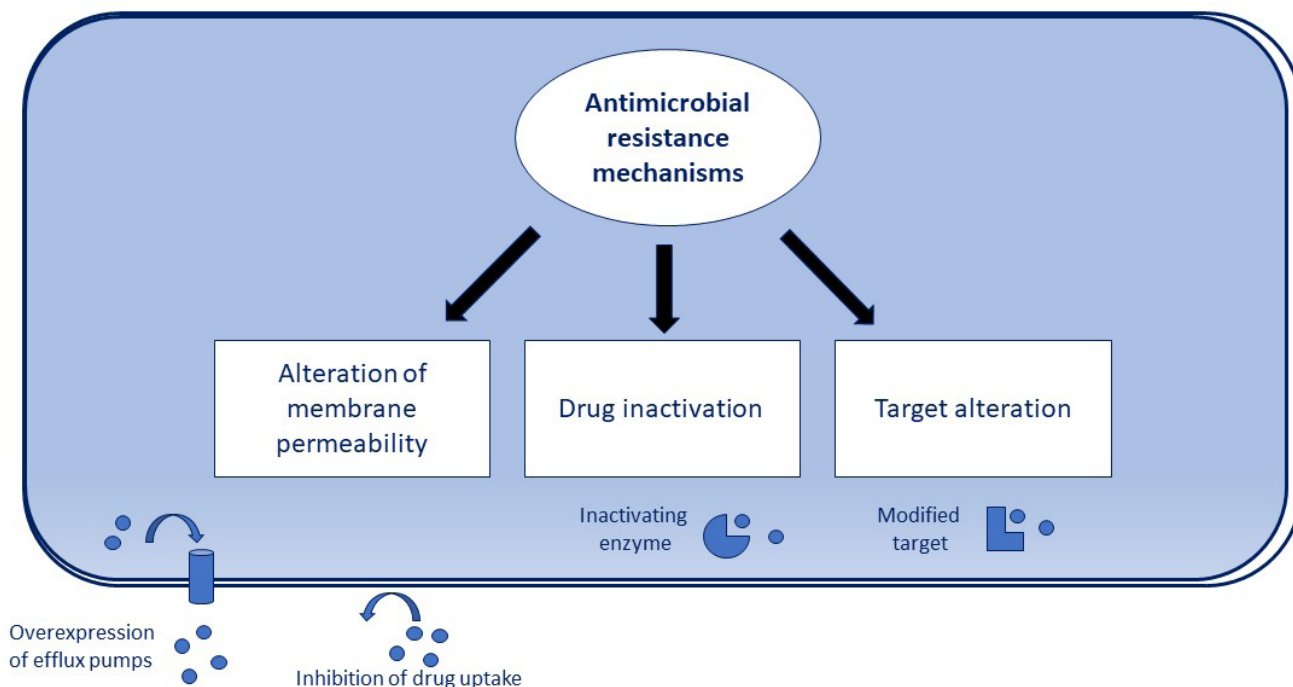 Antimicrobial
resistance
mechanisms
Alteration of
membrane
permeability
Drug inactivation
Target alteration
Inactivating
enzyme
Modified
target
Overexpression
of efflux pumps
Inhibition of drug uptake